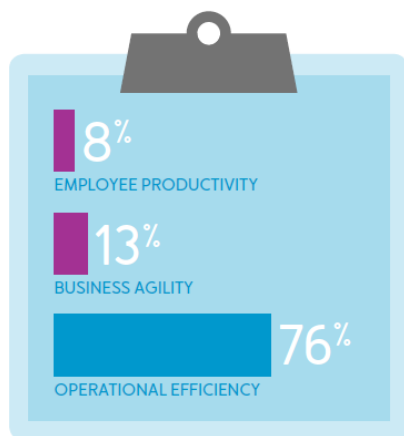 8%
EMPLOYEE PRODUCTIVITY
13%
BUSINESS AGILITY
76%
OPERATIONAL EFFICIENCY